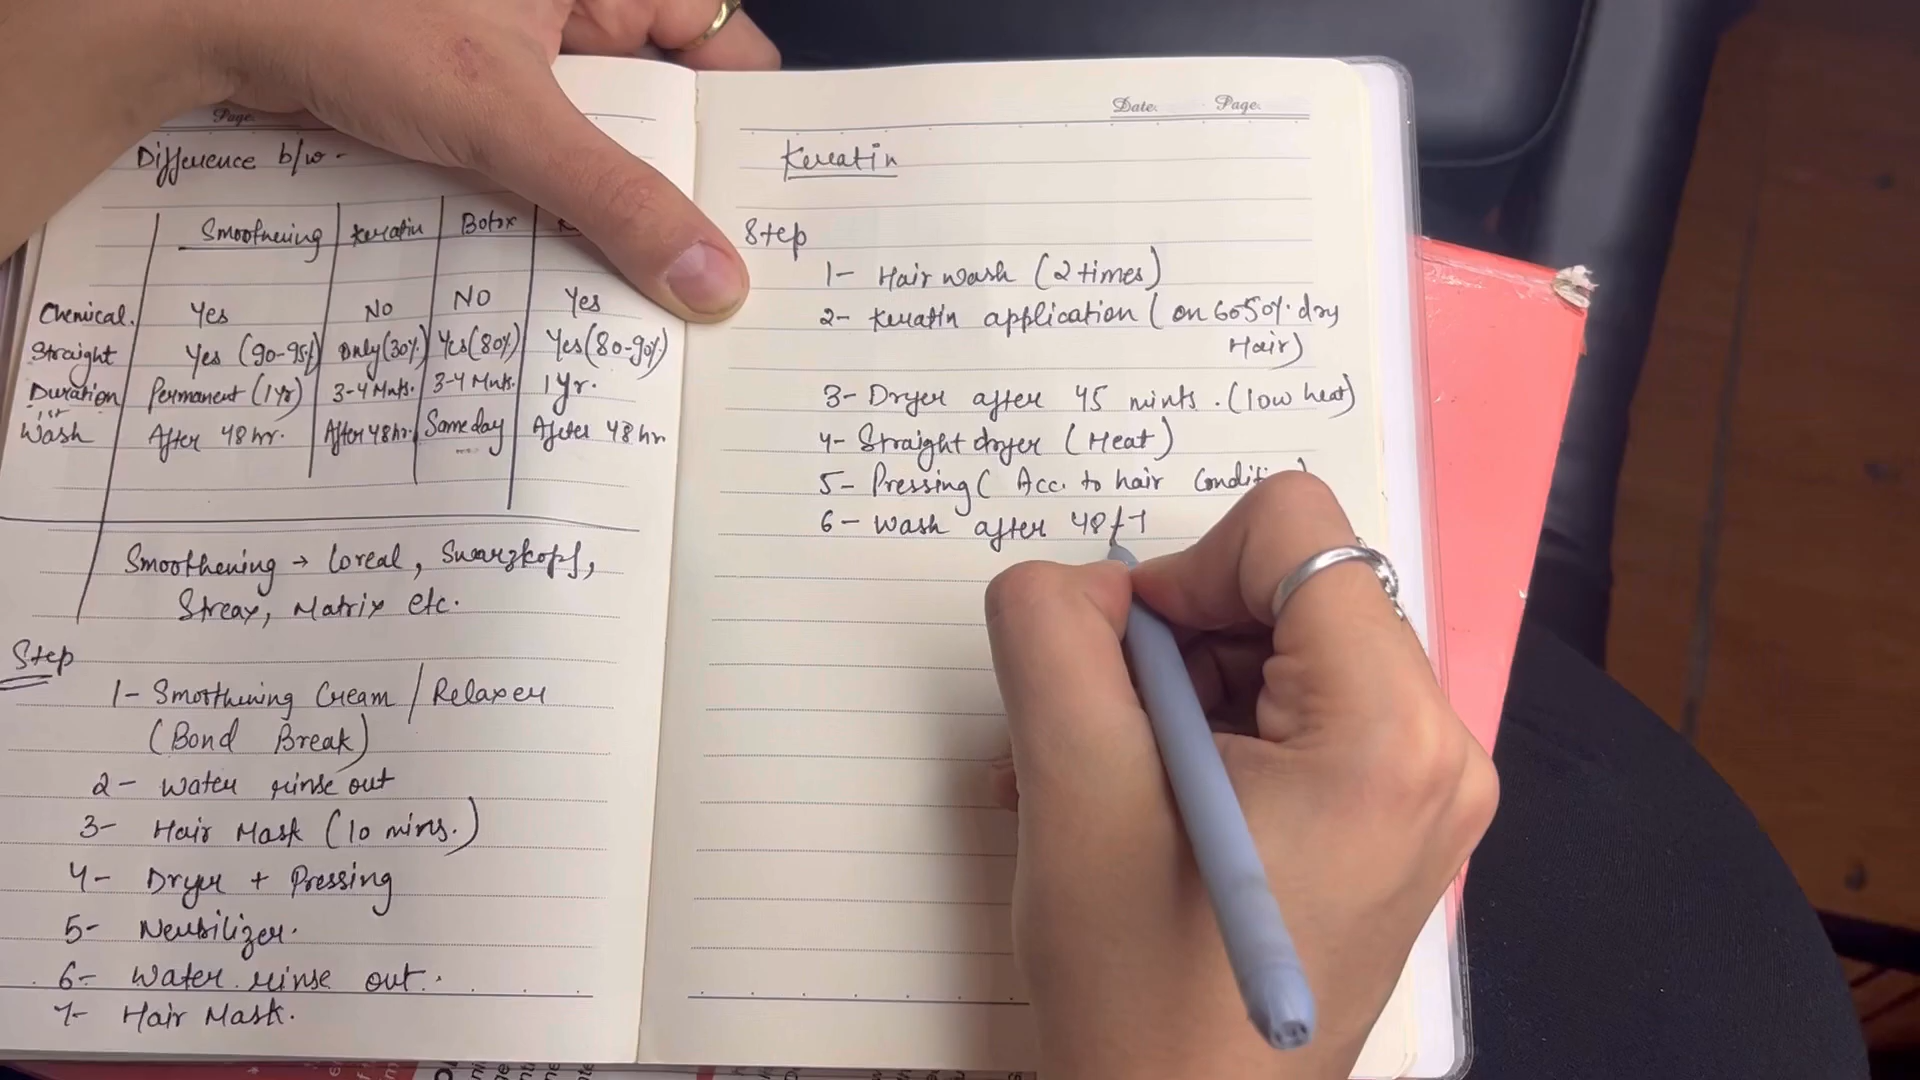 Page.
Difference b/w -
Smoothening Keratin Botox
Chemical. Yes NO NO Yes
Straight Yes (90-95%) Only (30%) Yes (80%) Yes (80-90%)
Duration Permanent (1 yr) 3-4 Mnts. 3-4 Mnts. 1 Yr.
1st Wash After 48 hr. After 48 hr. Same day After 48 hr
Smoothening → Loreal, Swarzkopf,
Streax, Matrix etc.
Step
1- Smoothening Cream / Relaxer
(Bond Break)
2- Water rinse out
3- Hair Mask (10 mins.)
4- Dryer + Pressing
5- Neutilizer.
6- Water rinse out.
7- Hair Mask.
Date. Page.
Keratin
Step
1- Hair wash (2 times)
2- Keratin application (on 60-50% dry
Hair)
3- Dryer after 45 mints. (low heat)
4- Straight dryer (Heat)
5- Pressing (Acc. to hair
6- Wash after 48